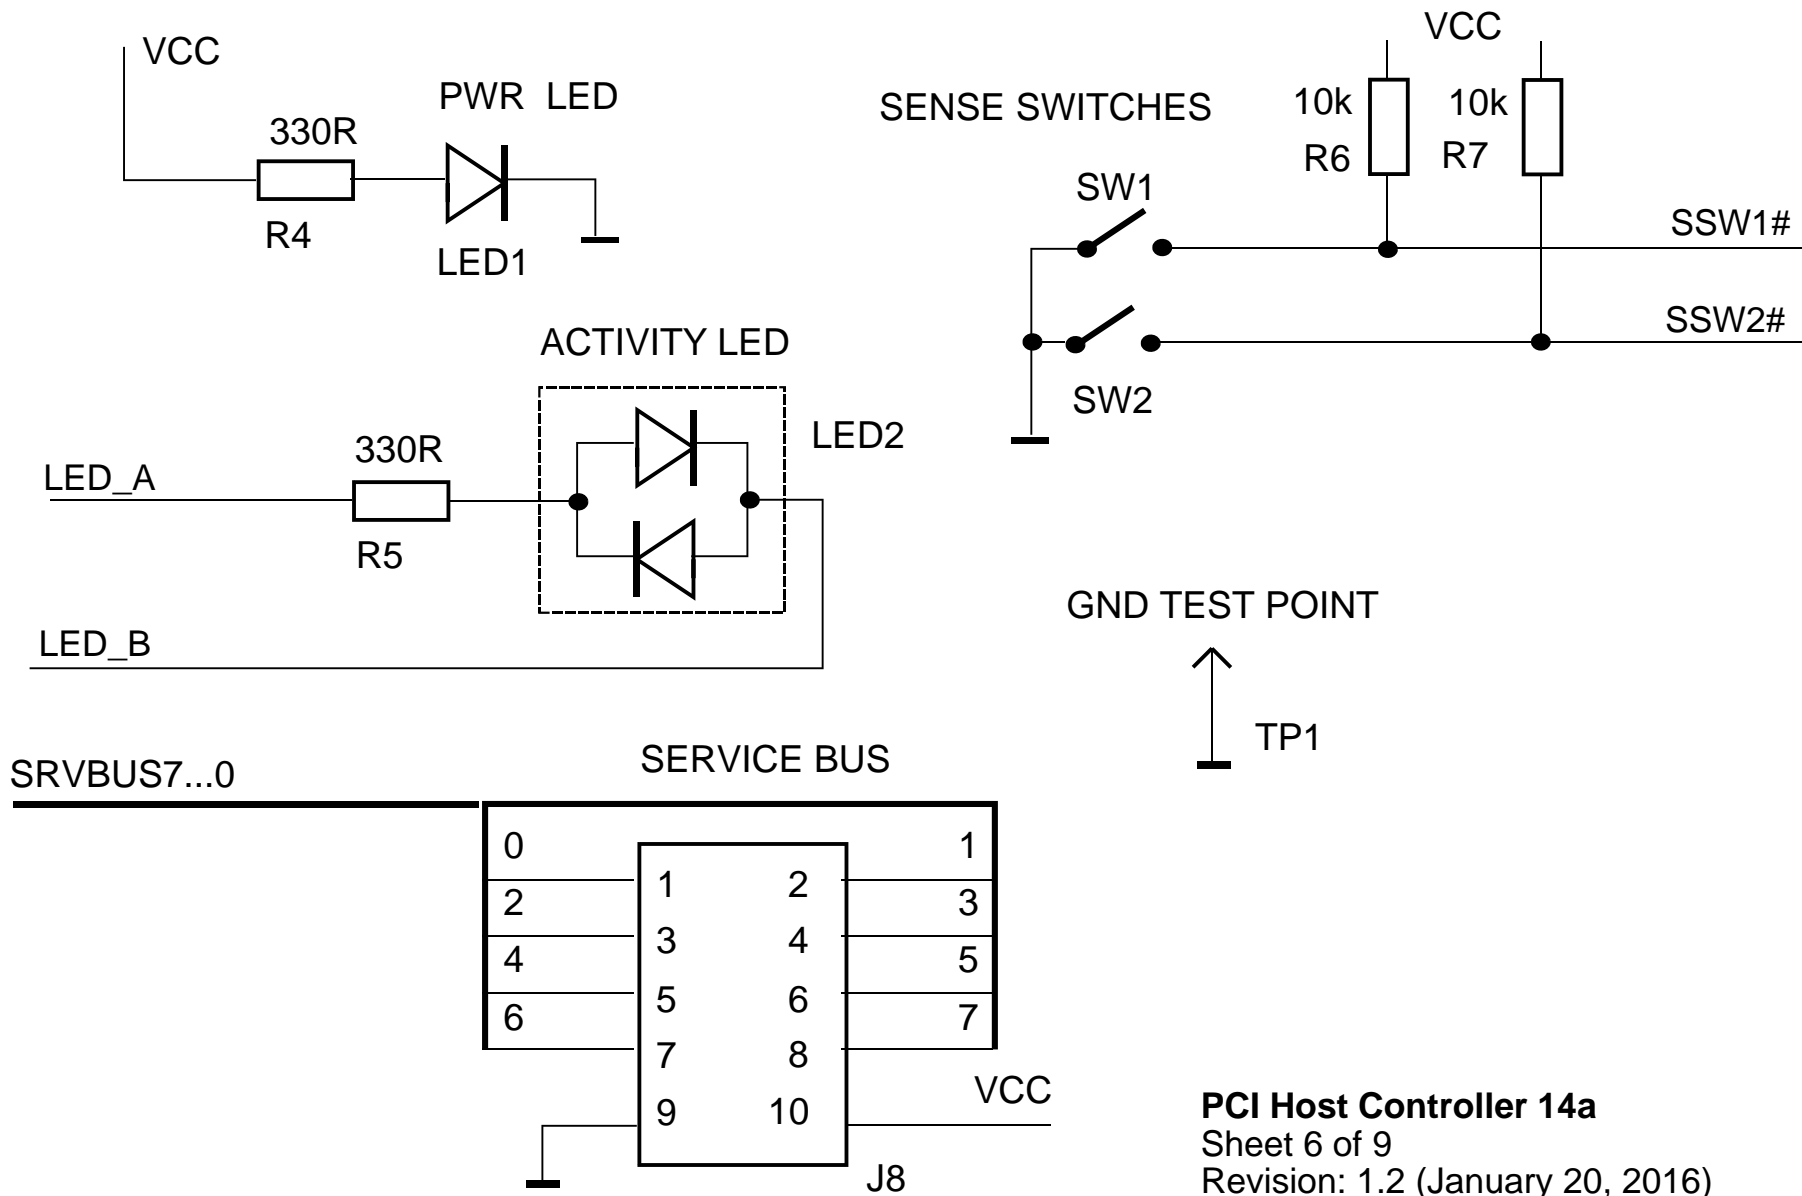 VCC
PWR LED
330R
R4
LED1
SENSE SWITCHES
VCC
10k
R6
10k
R7
SW1
SSW1#
SSW2#
SW2
ACTIVITY LED
LED2
LED_A
330R
R5
LED_B
GND TEST POINT
TP1
SRVBUS7...0
SERVICE BUS
0
1
1 2
2
3
3 4
4
5
5 6
6
7
7 8
VCC
9 10
J8
PCI Host Controller 14a
Sheet 6 of 9
Revision: 1.2 (January 20, 2016)